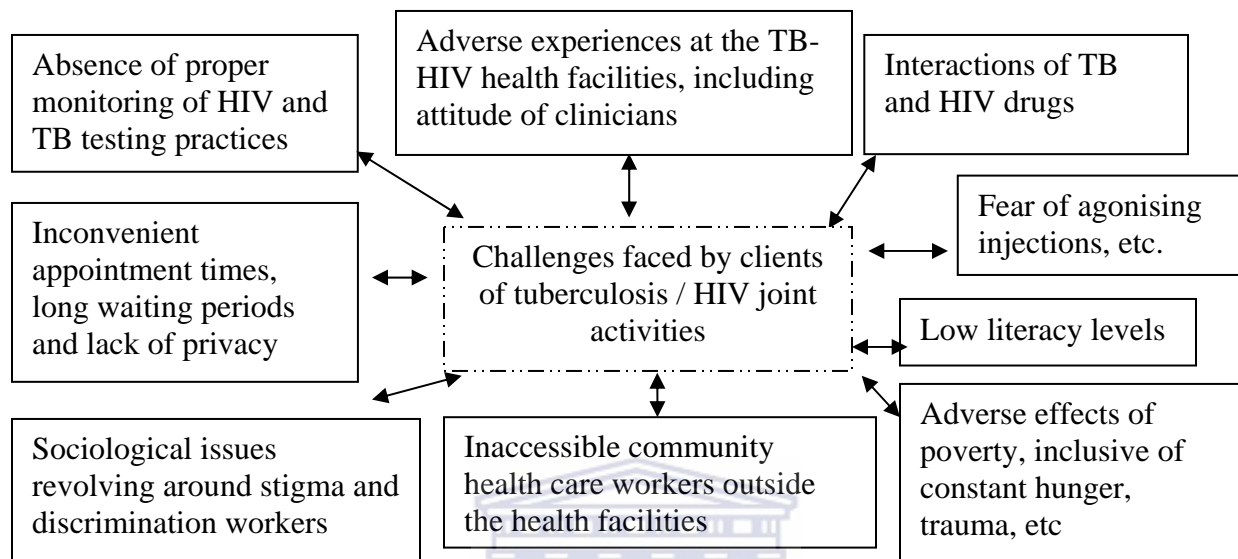 Absence of proper
monitoring of HIV and
TB testing practices
Adverse experiences at the TB-
HIV health facilities, including
attitude of clinicians
Interactions of TB
and HIV drugs
Inconvenient
appointment times,
long waiting periods
and lack of privacy
Challenges faced by clients
of tuberculosis / HIV joint
activities
Fear of agonising
injections, etc.
Low literacy levels
Sociological issues
revolving around stigma and
discrimination workers
Inaccessible community
health care workers outside
the health facilities
Adverse effects of
poverty, inclusive of
constant hunger,
trauma, etc